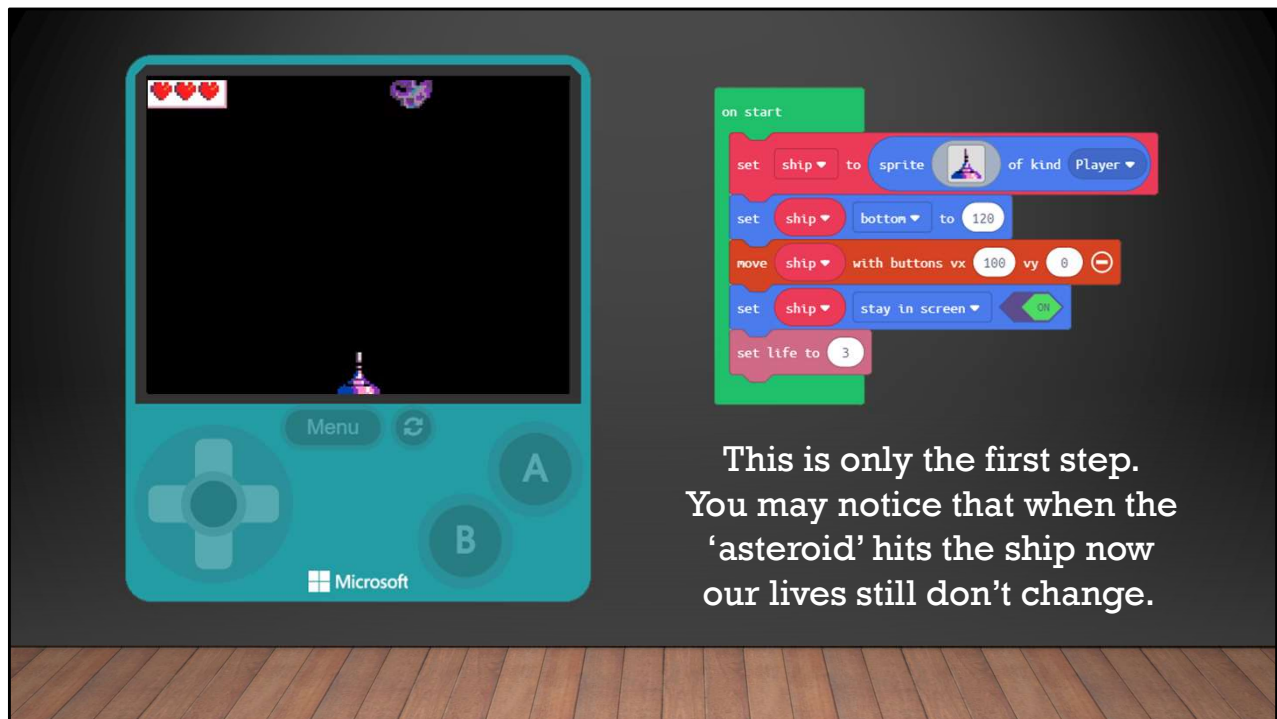 Menu
A
B
Microsoft
on start
set ship to sprite of kind Player
set ship bottom to 120
move ship with buttons vx 100 vy 0
set ship stay in screen ON
set life to 3
This is only the first step.
You may notice that when the
‘asteroid’ hits the ship now
our lives still don’t change.